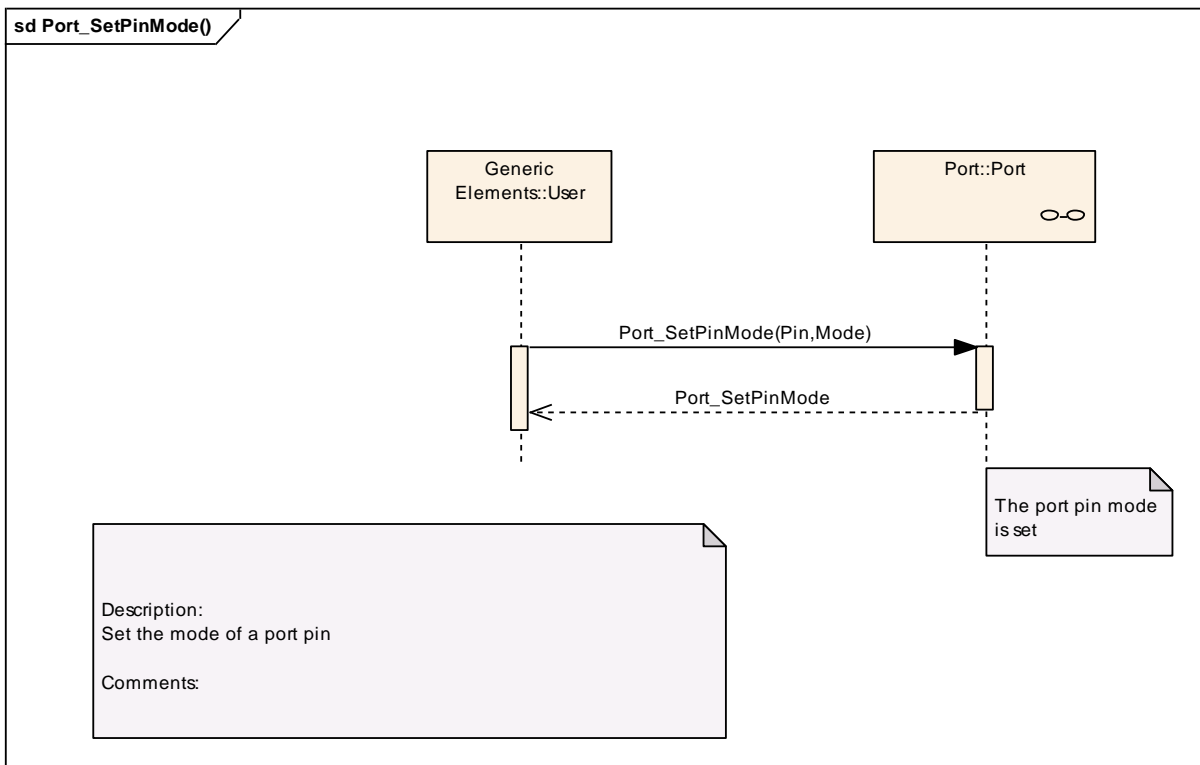 sd Port_SetPinMode()
Generic
Elements::User
Port::Port
Port_SetPinMode(Pin,Mode)
Port_SetPinMode
The port pin mode
is set
Description:
Set the mode of a port pin
Comments: